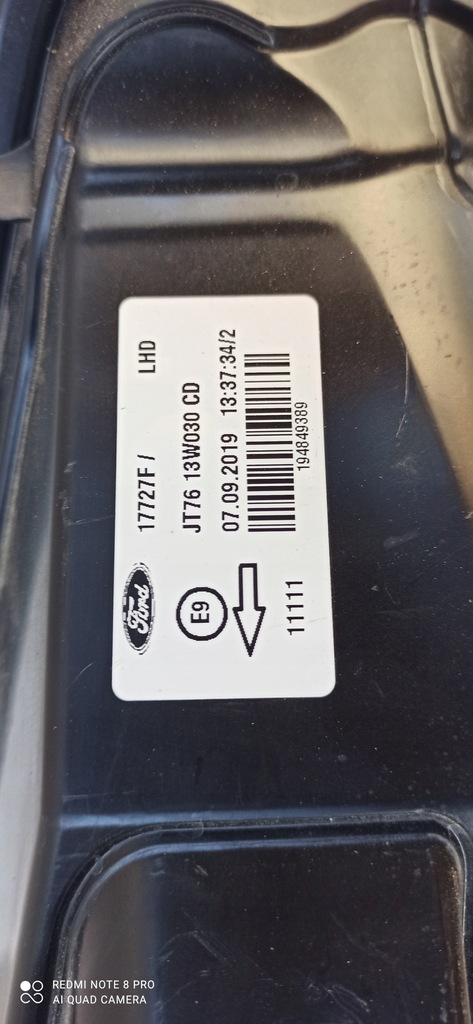 Ford
17727F / LHD
E9
JT76 13W030 CD
07.09.2019 13:37:34/2
11111
194849389
REDMI NOTE 8 PRO
AI QUAD CAMERA